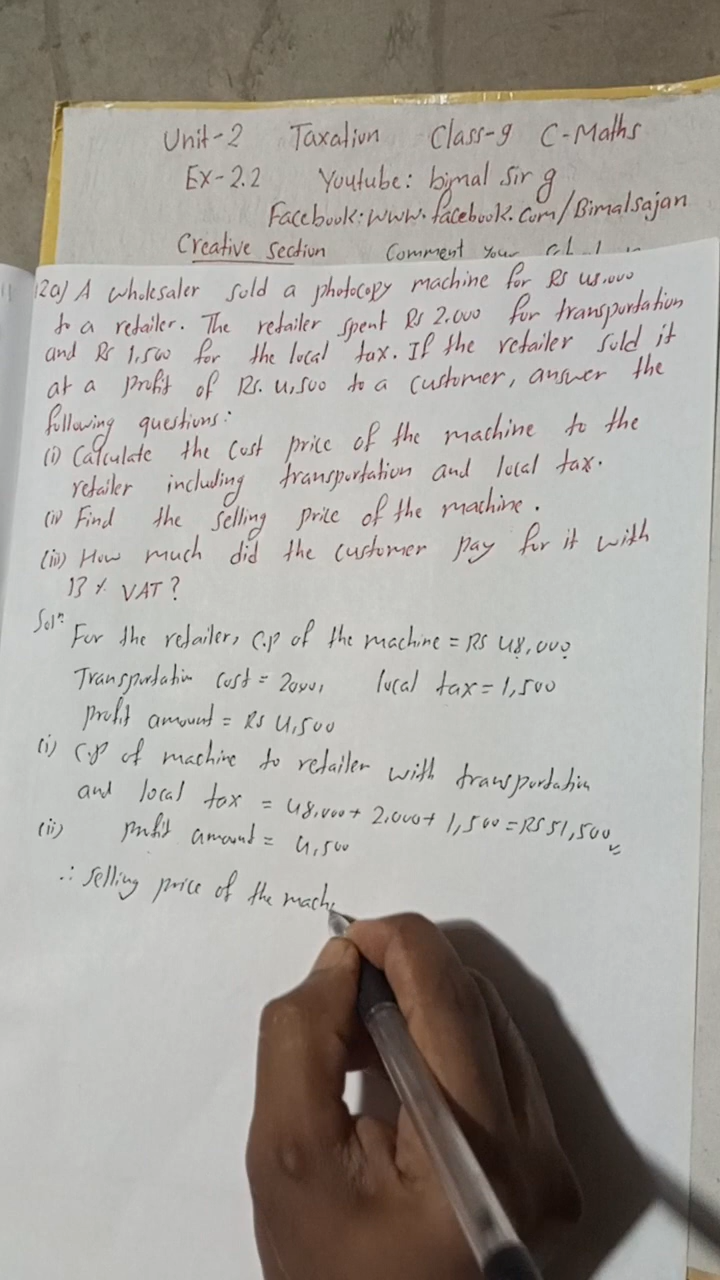 Unit-2 Taxation Class-9 C-Maths
Ex-2.2 Youtube: bimal sir g
Facebook: www.facebook.com/Bimalsajan
Creative section Comment your
12a) A wholesaler sold a photocopy machine for Rs 48,000
to a retailer. The retailer spent Rs 2,000 for transportation
and Rs 1,500 for the local tax. If the retailer sold it
at a profit of Rs. 4,500 to a customer, answer the
following questions:
(i) Calculate the cost price of the machine to the
retailer including transportation and local tax.
(ii) Find the selling price of the machine.
(iii) How much did the customer pay for it with
13% VAT?
Solⁿ
For the retailer, C.P of the machine = Rs 48,000
Transportation cost = 2000, local tax = 1,500
profit amount = Rs 4,500
(i) C.P of machine to retailer with transportation
and local tax = 48,000 + 2,000 + 1,500 = Rs 51,500
(ii) profit amount = 4,500
∴ selling price of the mach